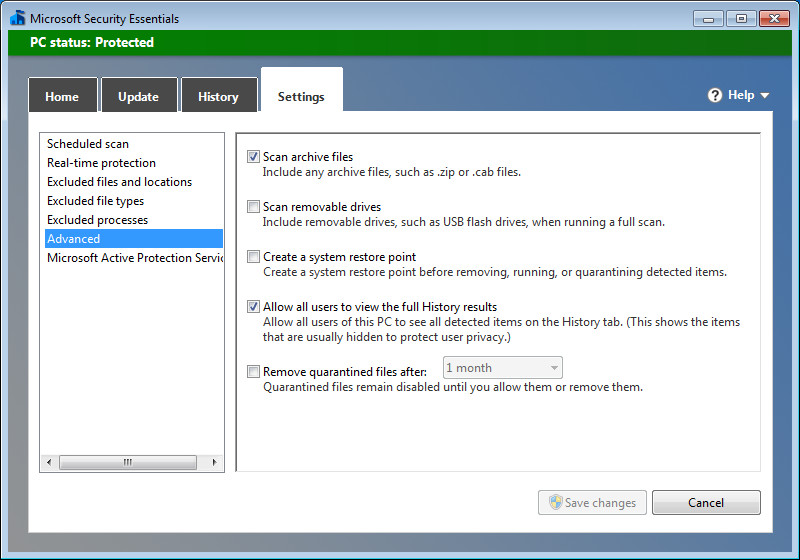 Microsoft Security Essentials
PC status: Protected
Home
Update
History
Settings
? Help
Scheduled scan
Real-time protection
Excluded files and locations
Excluded file types
Excluded processes
Advanced
Microsoft Active Protection Servic
Scan archive files
Include any archive files, such as .zip or .cab files.
Scan removable drives
Include removable drives, such as USB flash drives, when running a full scan.
Create a system restore point
Create a system restore point before removing, running, or quarantining detected items.
Allow all users to view the full History results
Allow all users of this PC to see all detected items on the History tab. (This shows the items
that are usually hidden to protect user privacy.)
Remove quarantined files after: 1 month
Quarantined files remain disabled until you allow them or remove them.
Save changes
Cancel